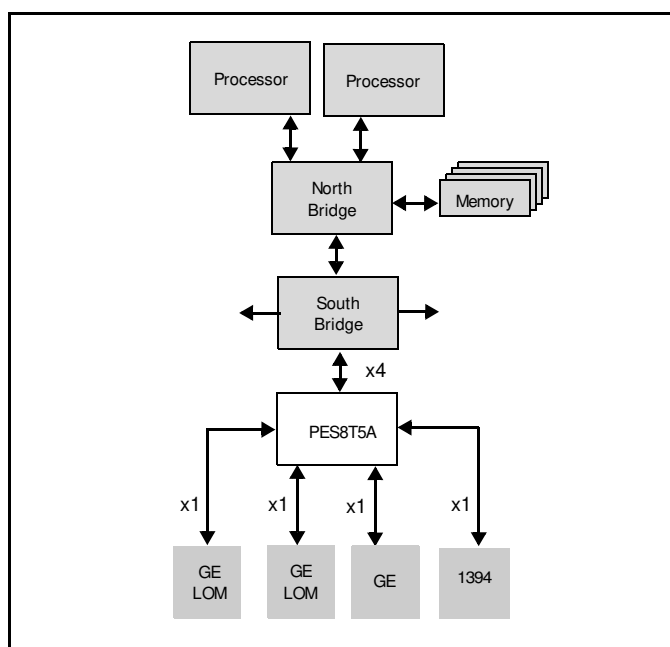 Processor
Processor
North
Bridge
Memory
South
Bridge
x4
PES8T5A
x1
x1
x1
x1
GE
LOM
GE
LOM
GE
1394